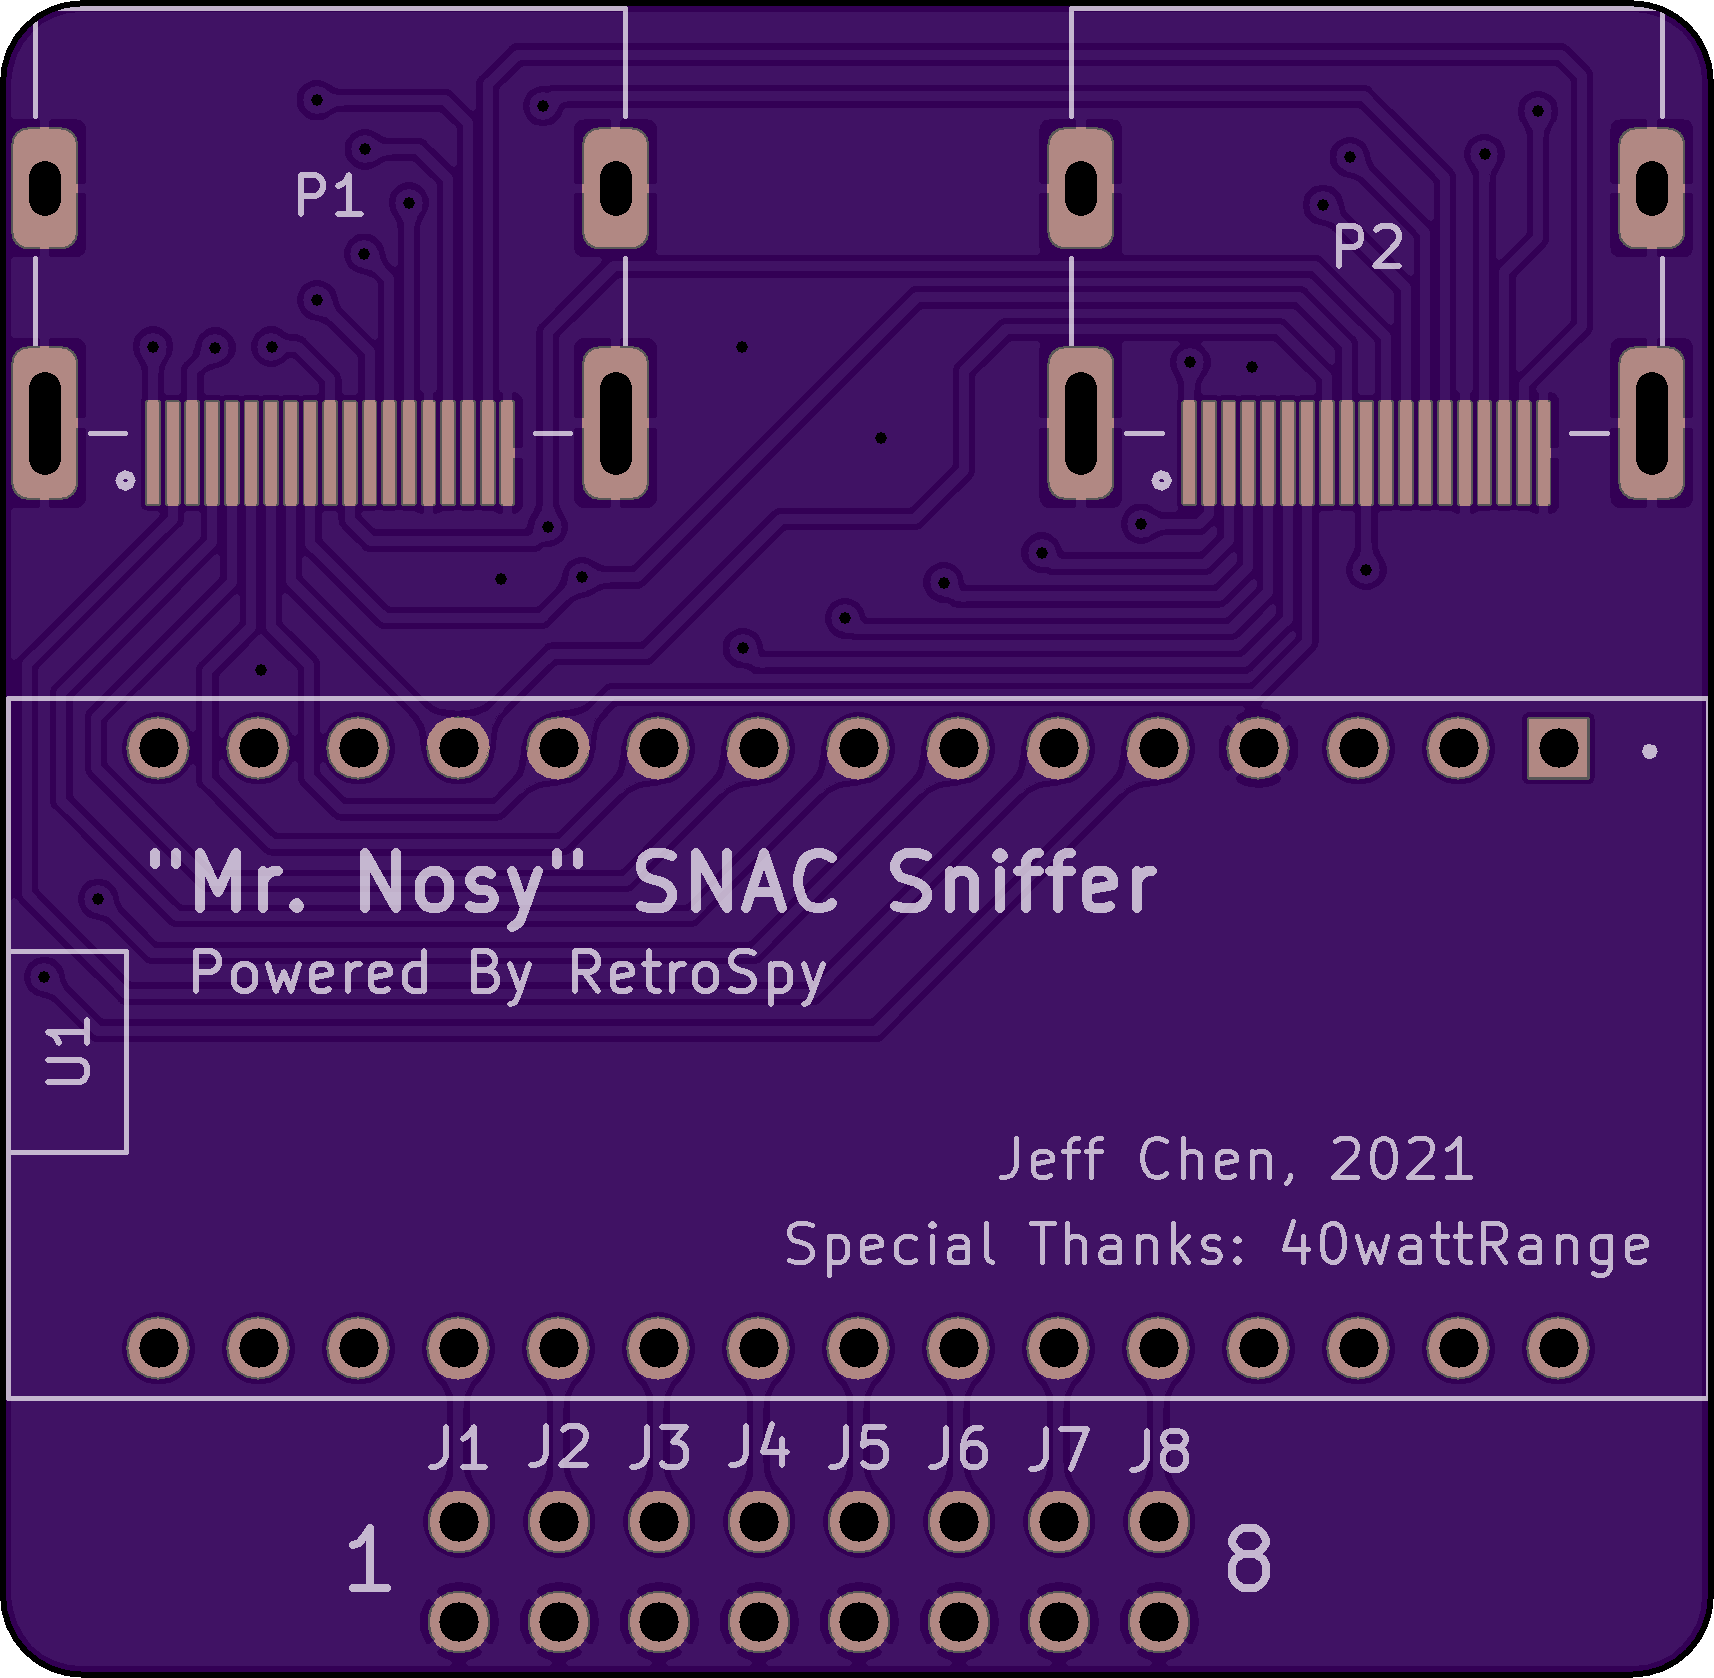 P1
P2
"Mr. Nosy" SNAC Sniffer
Powered By RetroSpy
U1
Jeff Chen, 2021
Special Thanks: 40wattRange
J1 J2 J3 J4 J5 J6 J7 J8
1 8